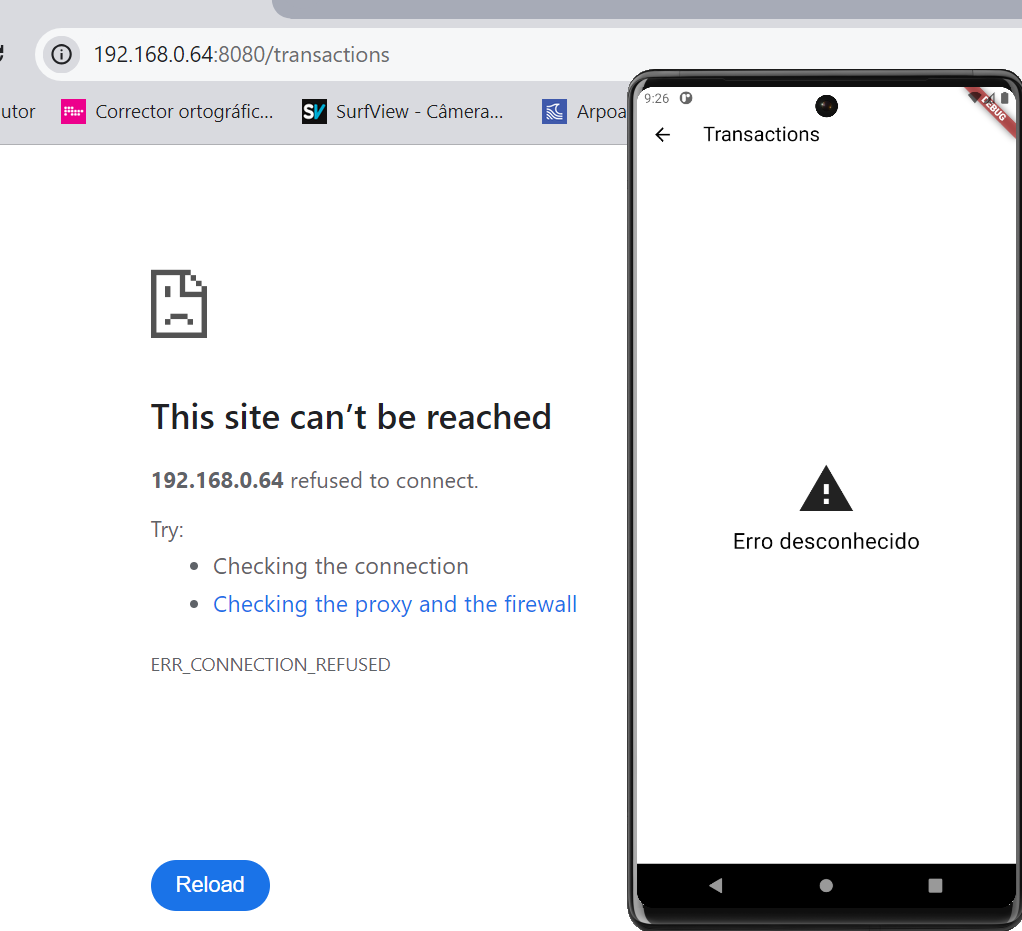 192.168.0.64:8080/transactions
utor
Corrector ortográfic...
SurfView - Câmera...
Arpoa
This site can't be reached
192.168.0.64 refused to connect.
Try:
Checking the connection
Checking the proxy and the firewall
ERR_CONNECTION_REFUSED
Reload
9:26
DEBUG
Transactions
Erro desconhecido